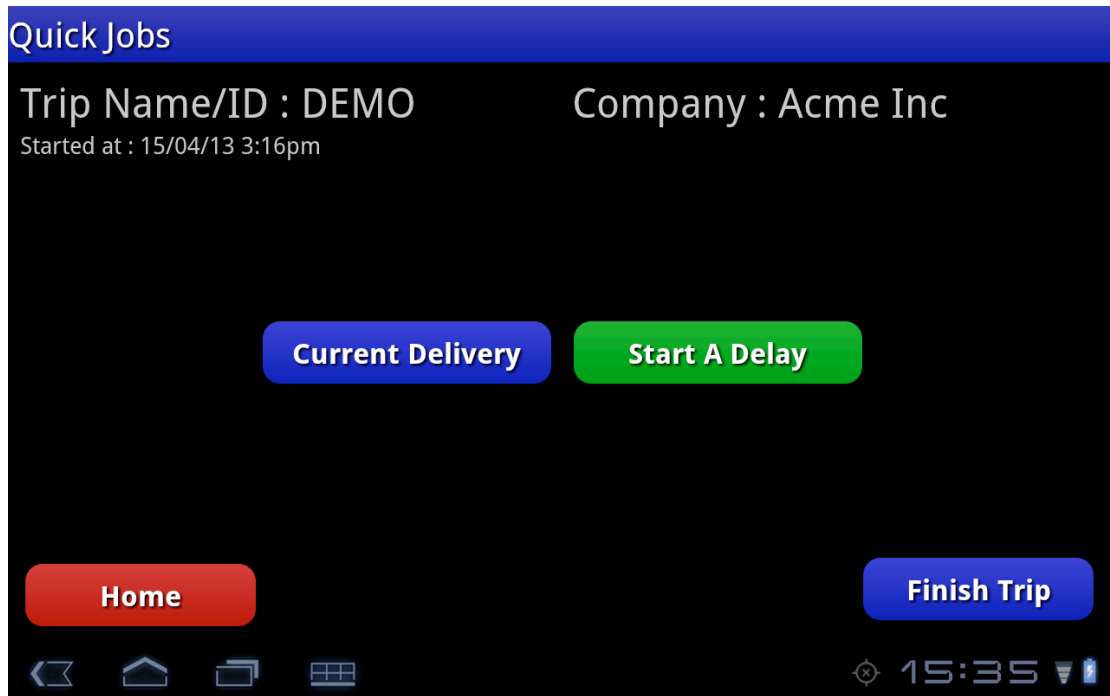 Quick Jobs
Trip Name/ID : DEMO
Company : Acme Inc
Started at : 15/04/13 3:16pm
Current Delivery
Start A Delay
Home
Finish Trip
15:35